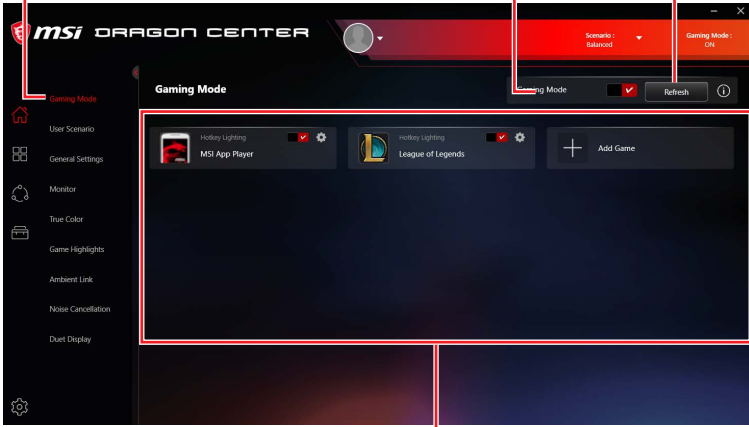 msi DRAGON CENTER
Scenario :
Balanced
Gaming Mode :
ON
Gaming Mode
User Scenario
General Settings
Monitor
True Color
Game Highlights
Ambient Link
Noise Cancellation
Duet Display
Gaming Mode
Gaming Mode
Refresh
Hotkey Lighting
MSI App Player
Hotkey Lighting
League of Legends
Add Game